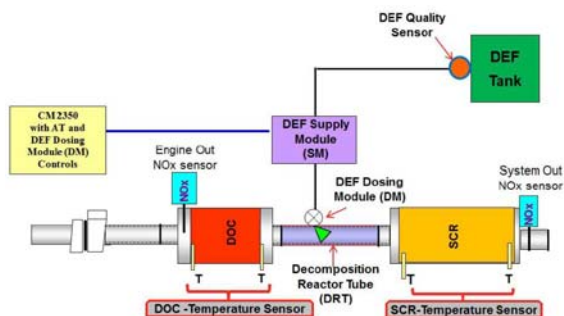 DEF Quality
Sensor
DEF
Tank
CM2350
with AT and
DEF Dosing
Module (DM)
Controls
DEF Supply
Module
(SM)
Engine Out
NOx sensor
NOx
System Out
NOx sensor
NOx
DEF Dosing
Module (DM)
DOC
SCR
Decomposition
Reactor Tube
(DRT)
T
T
T
T
DOC -Temperature Sensor
SCR-Temperature Sensor